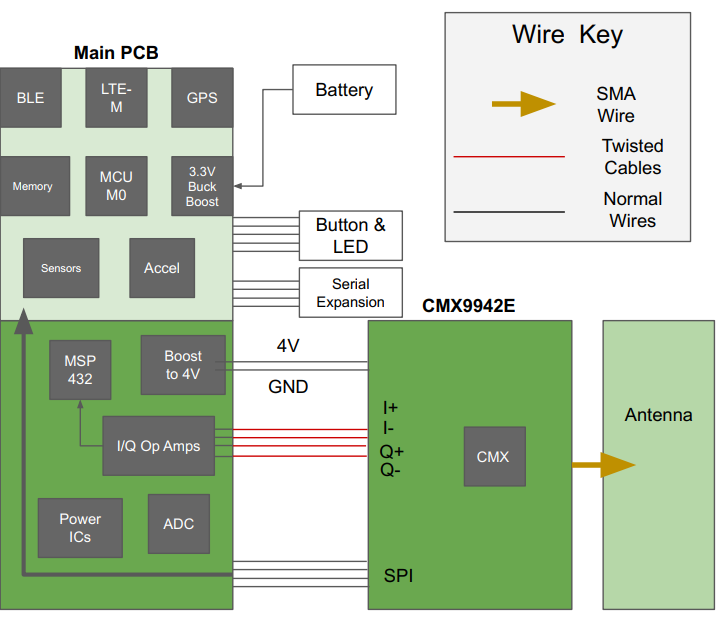 Wire Key
SMA
Wire
Twisted
Cables
Normal
Wires
Main PCB
BLE
LTE-
M
GPS
Battery
Memory
MCU
M0
3.3V
Buck
Boost
Button &
LED
Sensors
Accel
Serial
Expansion
CMX9942E
MSP
432
Boost
to 4V
4V
GND
I/Q Op Amps
I+
I-
Q+
Q-
CMX
Antenna
Power
ICs
ADC
SPI